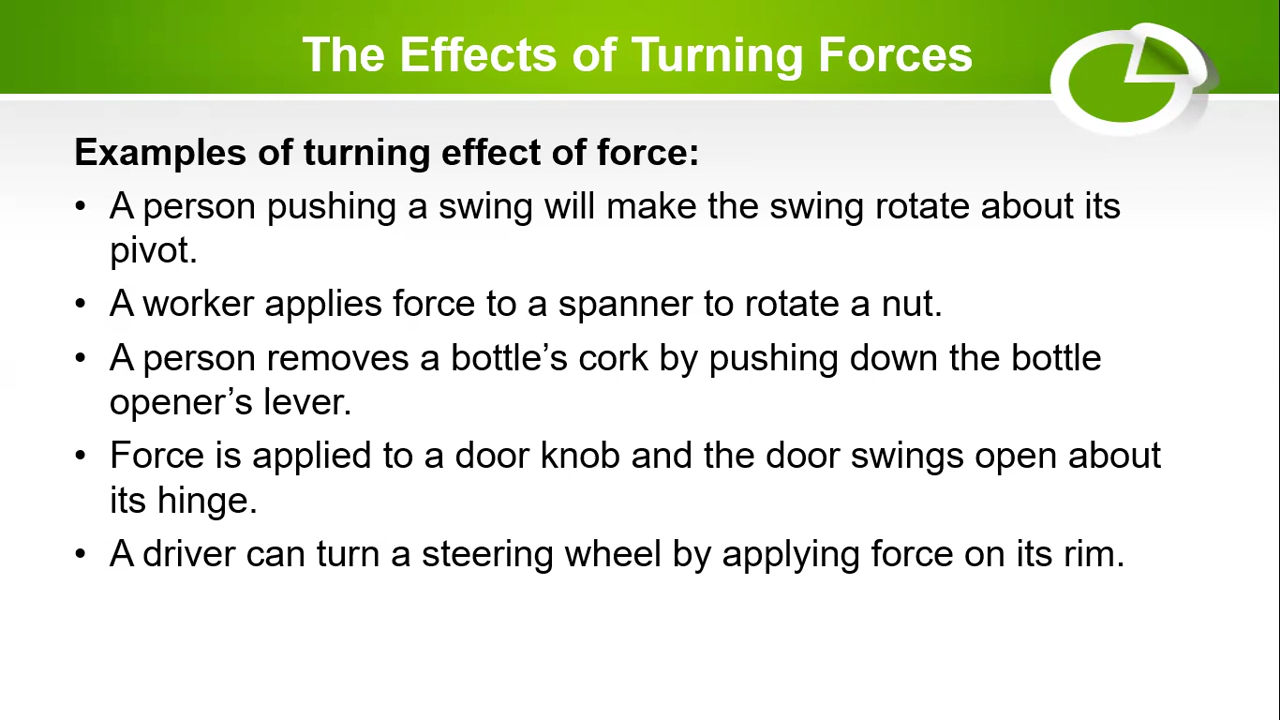 The Effects of Turning Forces
Examples of turning effect of force:
• A person pushing a swing will make the swing rotate about its
pivot.
• A worker applies force to a spanner to rotate a nut.
• A person removes a bottle’s cork by pushing down the bottle
opener’s lever.
• Force is applied to a door knob and the door swings open about
its hinge.
• A driver can turn a steering wheel by applying force on its rim.